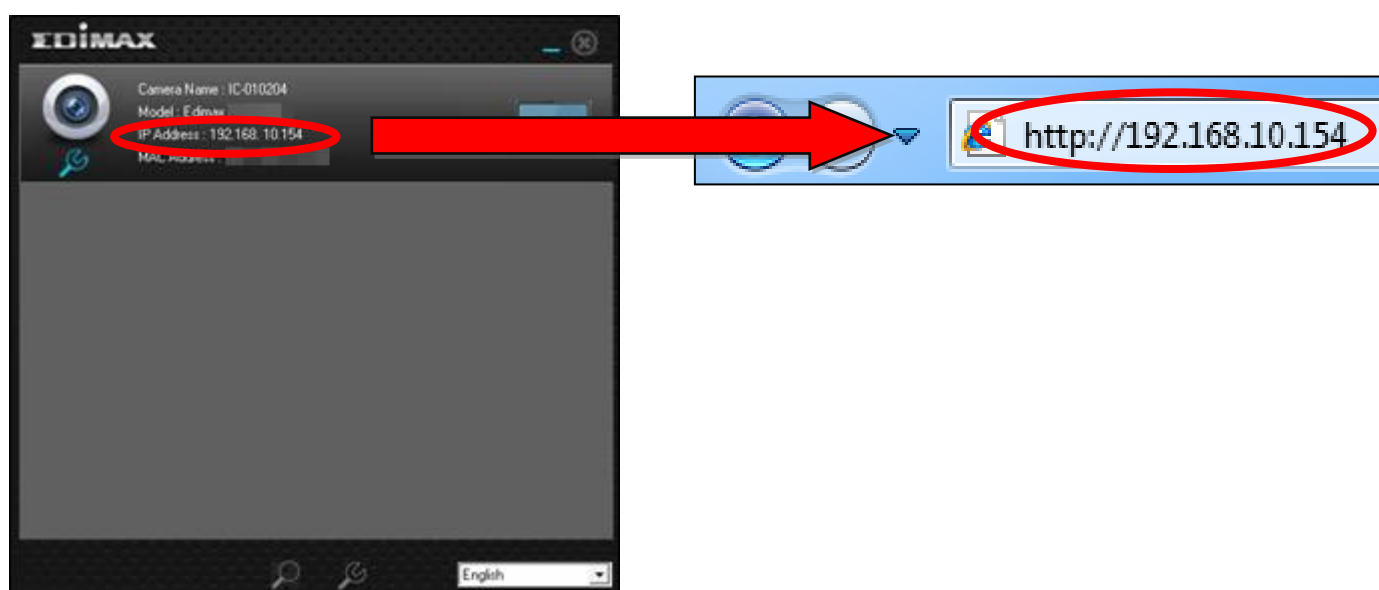 EDIMAX
Camera Name : IC-010204
Model : Edimax
IP Address : 192.168. 10.154
MAC Address :
English
http://192.168.10.154